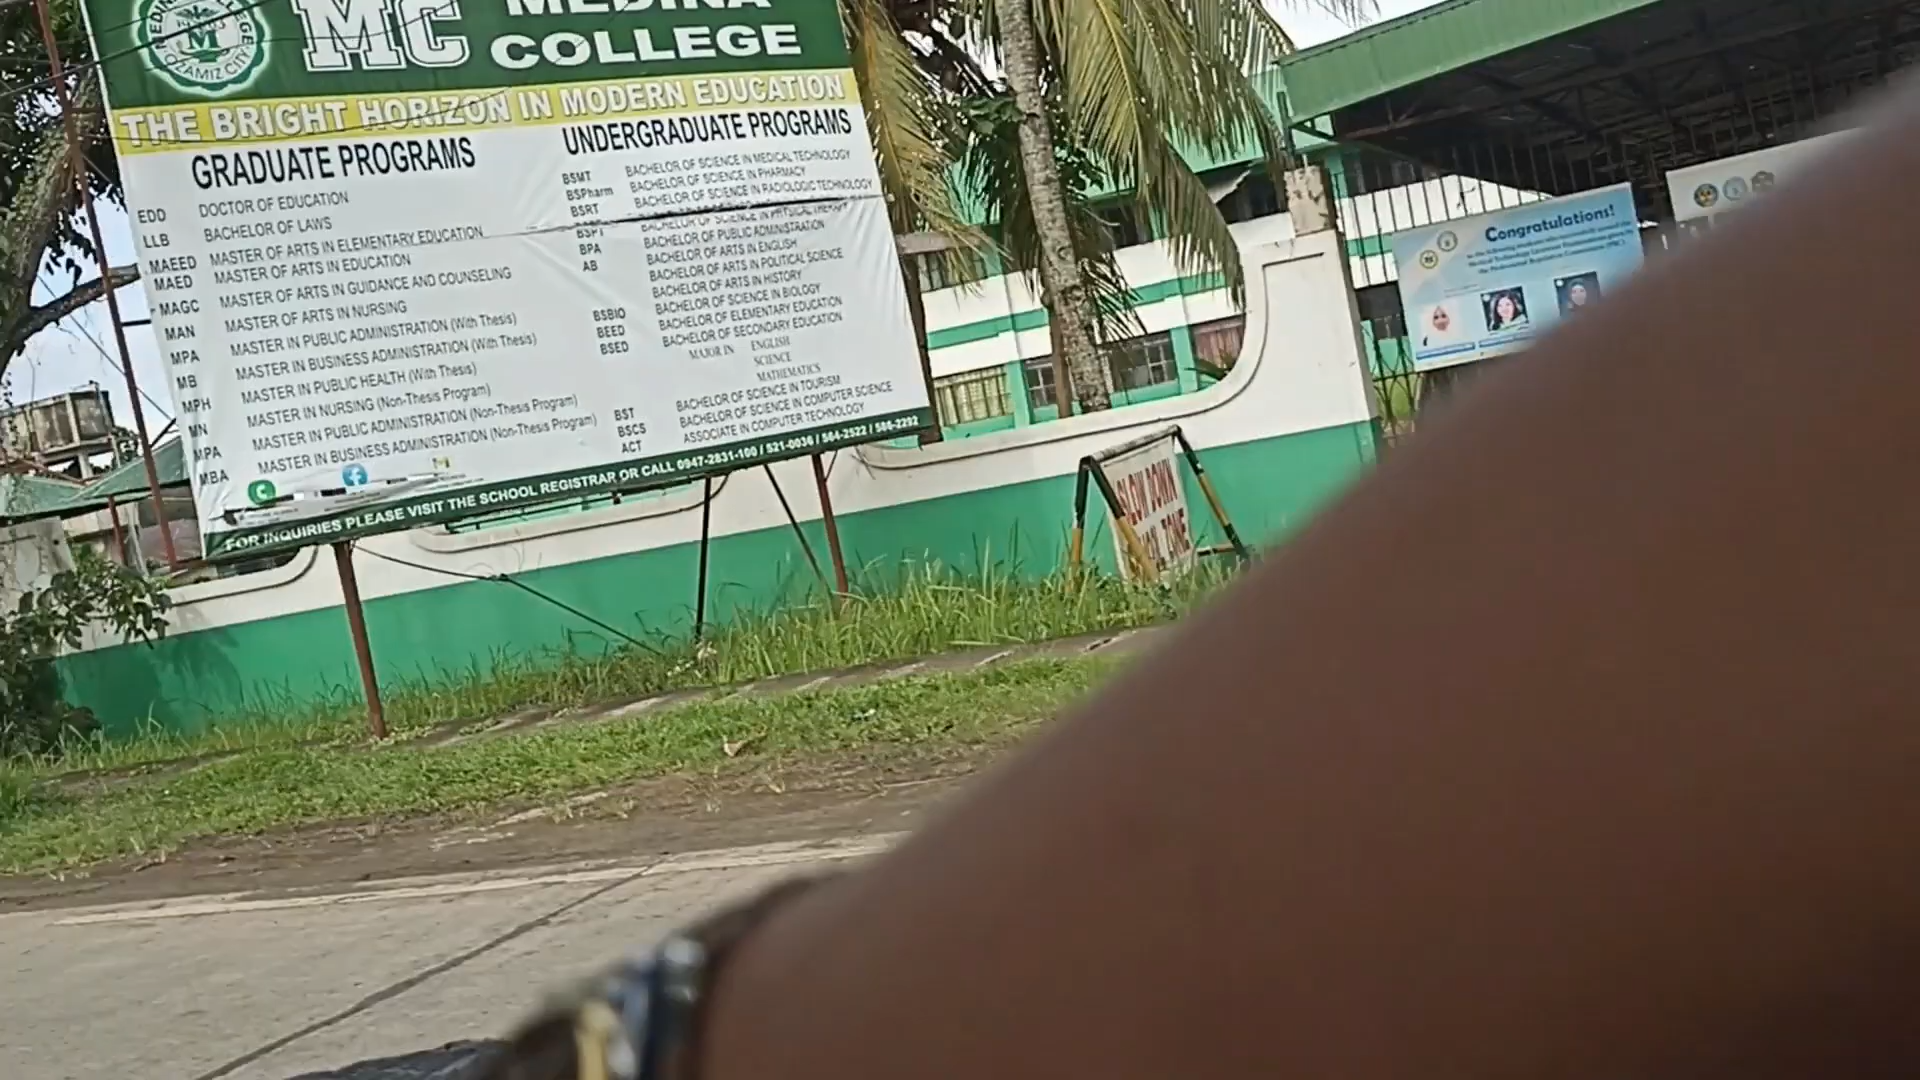 MC
MEDINA
COLLEGE
THE BRIGHT HORIZON IN MODERN EDUCATION
GRADUATE PROGRAMS
EDD DOCTOR OF EDUCATION
LLB BACHELOR OF LAWS
MAEED MASTER OF ARTS IN ELEMENTARY EDUCATION
MAED MASTER OF ARTS IN EDUCATION
MAGC MASTER OF ARTS IN GUIDANCE AND COUNSELING
MAN MASTER OF ARTS IN NURSING
MPA MASTER IN PUBLIC ADMINISTRATION (With Thesis)
MB MASTER IN BUSINESS ADMINISTRATION (With Thesis)
MPH MASTER IN PUBLIC HEALTH (With Thesis)
MN MASTER IN NURSING (Non-Thesis Program)
MPA MASTER IN PUBLIC ADMINISTRATION (Non-Thesis Program)
MBA MASTER IN BUSINESS ADMINISTRATION (Non-Thesis Program)
UNDERGRADUATE PROGRAMS
BSMT BACHELOR OF SCIENCE IN MEDICAL TECHNOLOGY
BSPharm BACHELOR OF SCIENCE IN PHARMACY
BSRT BACHELOR OF SCIENCE IN RADIOLOGIC TECHNOLOGY
BSPT BACHELOR OF SCIENCE IN PHYSICAL THERAPY
BPA BACHELOR OF PUBLIC ADMINISTRATION
AB BACHELOR OF ARTS IN ENGLISH
BACHELOR OF ARTS IN POLITICAL SCIENCE
BACHELOR OF ARTS IN HISTORY
BSBIO BACHELOR OF SCIENCE IN BIOLOGY
BEED BACHELOR OF ELEMENTARY EDUCATION
BSED BACHELOR OF SECONDARY EDUCATION
MAJOR IN ENGLISH
SCIENCE
MATHEMATICS
BST BACHELOR OF SCIENCE IN TOURISM
BSCS BACHELOR OF SCIENCE IN COMPUTER SCIENCE
ACT ASSOCIATE IN COMPUTER TECHNOLOGY
FOR INQUIRIES PLEASE VISIT THE SCHOOL REGISTRAR OR CALL 0947-2831-100 / 521-0036 / 564-2522 / 586-2292
SLOW DOWN
ZONE
Congratulations!